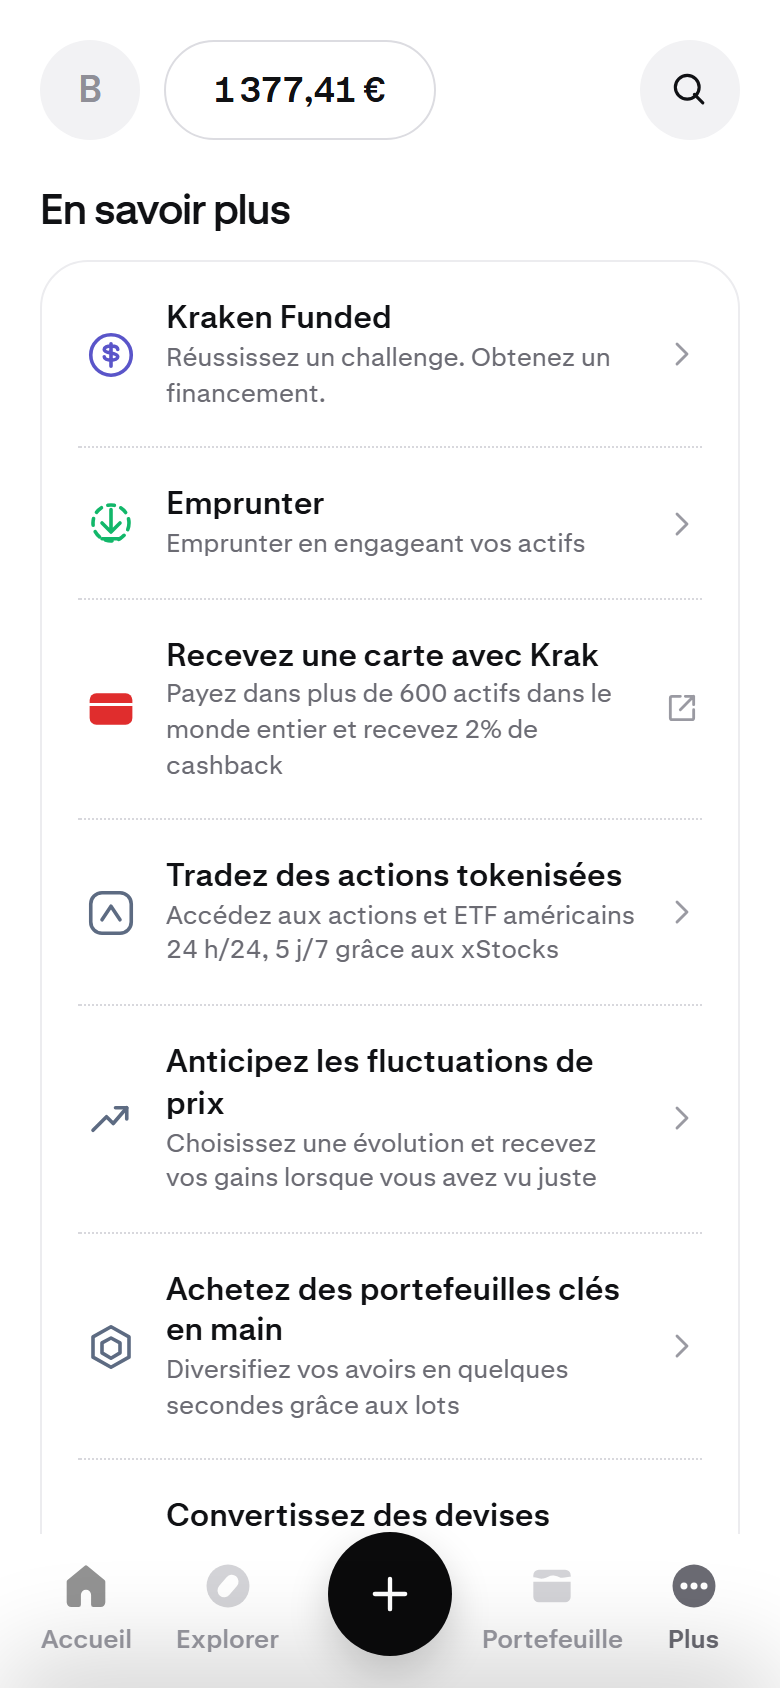 B
1 377,41 €
En savoir plus
Kraken Funded
Réussissez un challenge. Obtenez un
financement.
Emprunter
Emprunter en engageant vos actifs
Recevez une carte avec Krak
Payez dans plus de 600 actifs dans le
monde entier et recevez 2% de
cashback
Tradez des actions tokenisées
Accédez aux actions et ETF américains
24 h/24, 5 j/7 grâce aux xStocks
Anticipez les fluctuations de
prix
Choisissez une évolution et recevez
vos gains lorsque vous avez vu juste
Achetez des portefeuilles clés
en main
Diversifiez vos avoirs en quelques
secondes grâce aux lots
Convertissez des devises
Accueil
Explorer
Portefeuille
Plus